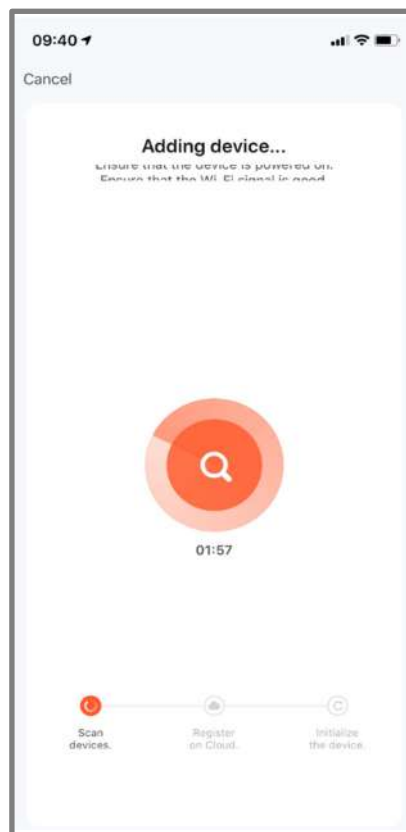 09:40
Cancel
Adding device...
Ensure that the device is powered on.
Ensure that the Wi-Fi signal is good
01:57
Scan
devices.
Register
on Cloud.
Initialize
the device.